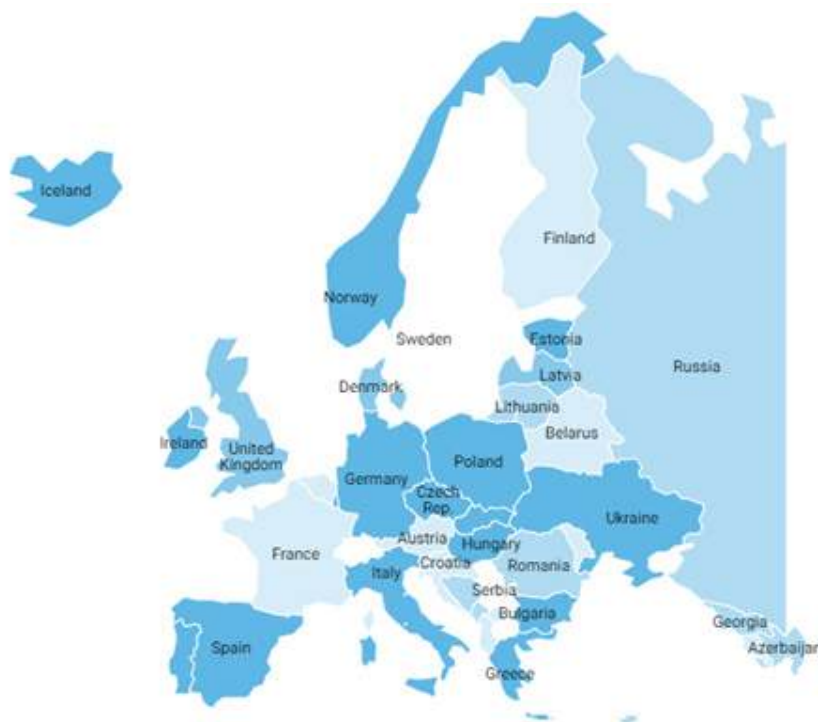 Iceland
Finland
Norway
Sweden
Estonia
Russia
Latvia
Denmark
Lithuania
Belarus
Ireland
United
Kingdom
Poland
Germany
Czech
Rep.
Ukraine
Austria
Hungary
France
Croatia
Romania
Italy
Serbia
Bulgaria
Georgia
Spain
Azerbaijan
Greece